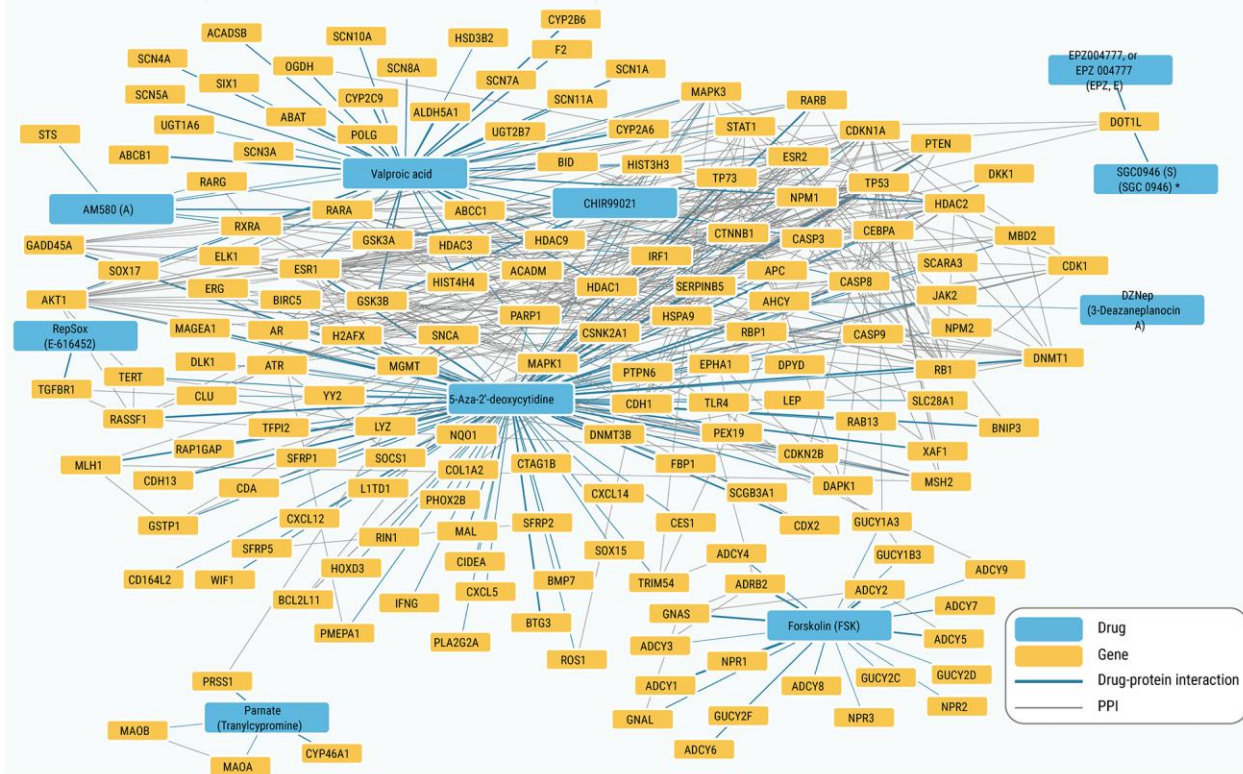 CYP2B6
ACADSB
SCN10A
HSD3B2
F2
SCN4A
OGDH
SCN8A
SCN7A
SCN1A
EPZ004777, or
EPZ 004777
(EPZ, E)
SIX1
SCN5A
CYP2C9
ALDH5A1
SCN11A
MAPK3
RARB
ABAT
UGT1A6
POLG
UGT2B7
CYP2A6
STAT1
CDKN1A
DOT1L
STS
ABCB1
SCN3A
BID
HIST3H3
ESR2
PTEN
Valproic acid
TP73
TP53
DKK1
SGC0946 (S)
(SGC 0946) *
RARG
AM580 (A)
RARA
ABCC1
CHIR99021
NPM1
HDAC2
RXRA
GADD45A
GSK3A
HDAC3
HDAC9
CTNNB1
CASP3
CEBPA
MBD2
ELK1
IRF1
SOX17
ESR1
HIST4H4
ACADM
APC
SCARA3
CDK1
ERG
BIRC5
GSK3B
HDAC1
SERPINB5
CASP8
AKT1
PARP1
AHCY
JAK2
DZNep
(3-Deazaneplanocin
A)
RepSox
(E-616452)
MAGEA1
AR
H2AFX
SNCA
CSNK2A1
HSPA9
RBP1
CASP9
NPM2
DLK1
ATR
MGMT
MAPK1
PTPN6
EPHA1
DPYD
DNMT1
TERT
RB1
TGFBR1
CLU
YY2
5-Aza-2'-deoxycytidine
CDH1
TLR4
LEP
SLC28A1
RASSF1
TFPI2
LYZ
NQO1
DNMT3B
PEX19
RAB13
BNIP3
RAP1GAP
MLH1
SFRP1
SOCS1
COL1A2
CTAG1B
FBP1
CDKN2B
XAF1
CDH13
CDA
L1TD1
PHOX2B
CXCL14
SCGB3A1
DAPK1
MSH2
GSTP1
CXCL12
RIN1
MAL
SFRP2
CES1
CDX2
GUCY1A3
SFRP5
SOX15
ADCY4
GUCY1B3
CD164L2
WIF1
HOXD3
CIDEA
BMP7
TRIM54
ADRB2
ADCY2
ADCY9
BCL2L11
IFNG
CXCL5
GNAS
ADCY7
PMEPA1
PLA2G2A
BTG3
ADCY3
Forskolin (FSK)
ADCY5
ROS1
NPR1
Drug
PRSS1
ADCY1
ADCY8
GUCY2C
GUCY2D
Gene
Parnate
(Tranylcypromine)
GNAL
GUCY2F
NPR3
NPR2
Drug-protein interaction
MAOB
CYP46A1
ADCY6
PPI
MAOA